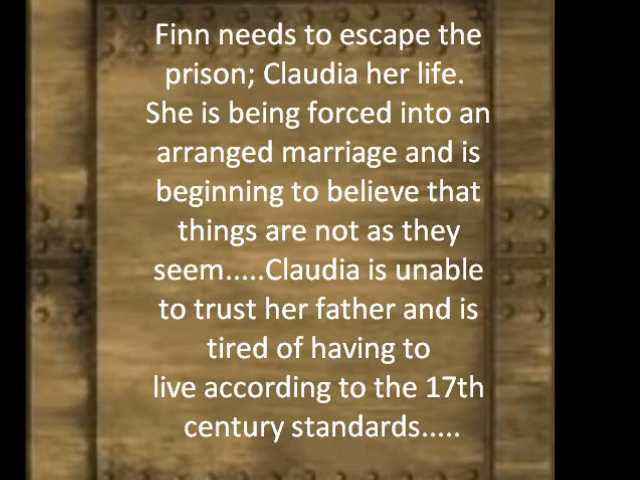 Finn needs to escape the
prison; Claudia her life.
She is being forced into an
arranged marriage and is
beginning to believe that
things are not as they
seem.....Claudia is unable
to trust her father and is
tired of having to
live according to the 17th
century standards.....